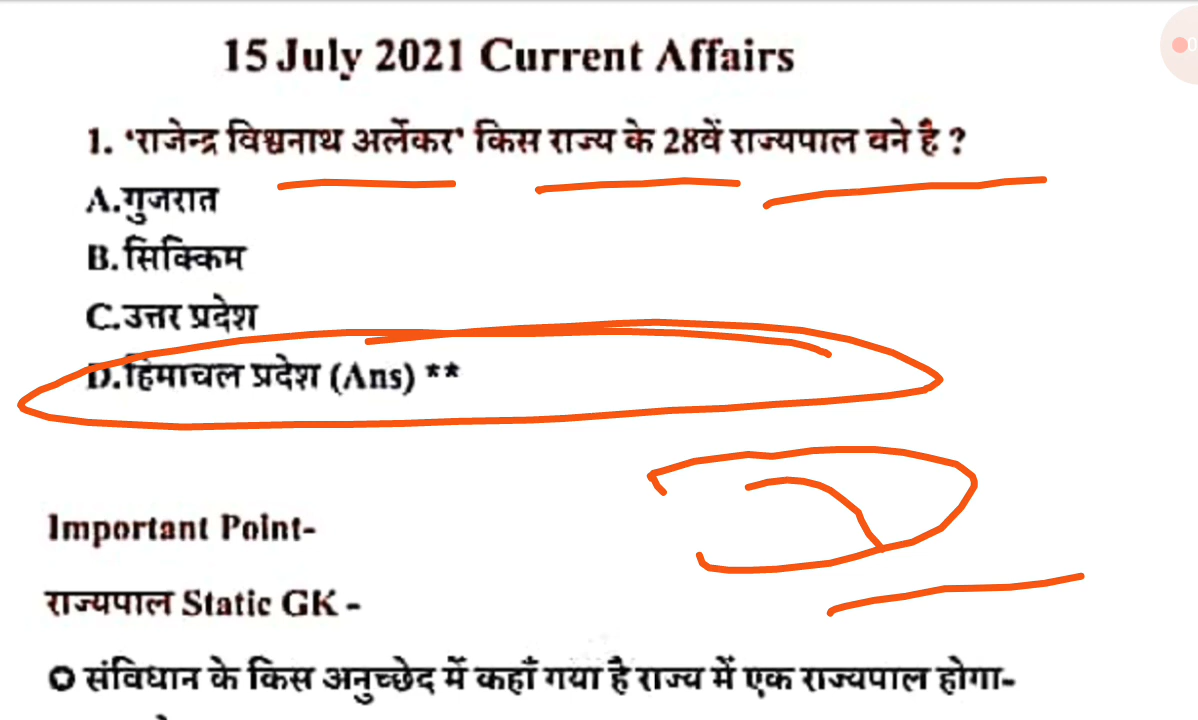 15 July 2021 Current Affairs
1. ‘राजेन्द्र विश्वनाथ अर्लेकर’ किस राज्य के 28वें राज्यपाल बने है ?
A.गुजरात
B.सिक्किम
C.उत्तर प्रदेश
D.हिमाचल प्रदेश (Ans) **
Important Point-
राज्यपाल Static GK -
✪ संविधान के किस अनुच्छेद में कहाँ गया है राज्य में एक राज्यपाल होगा-